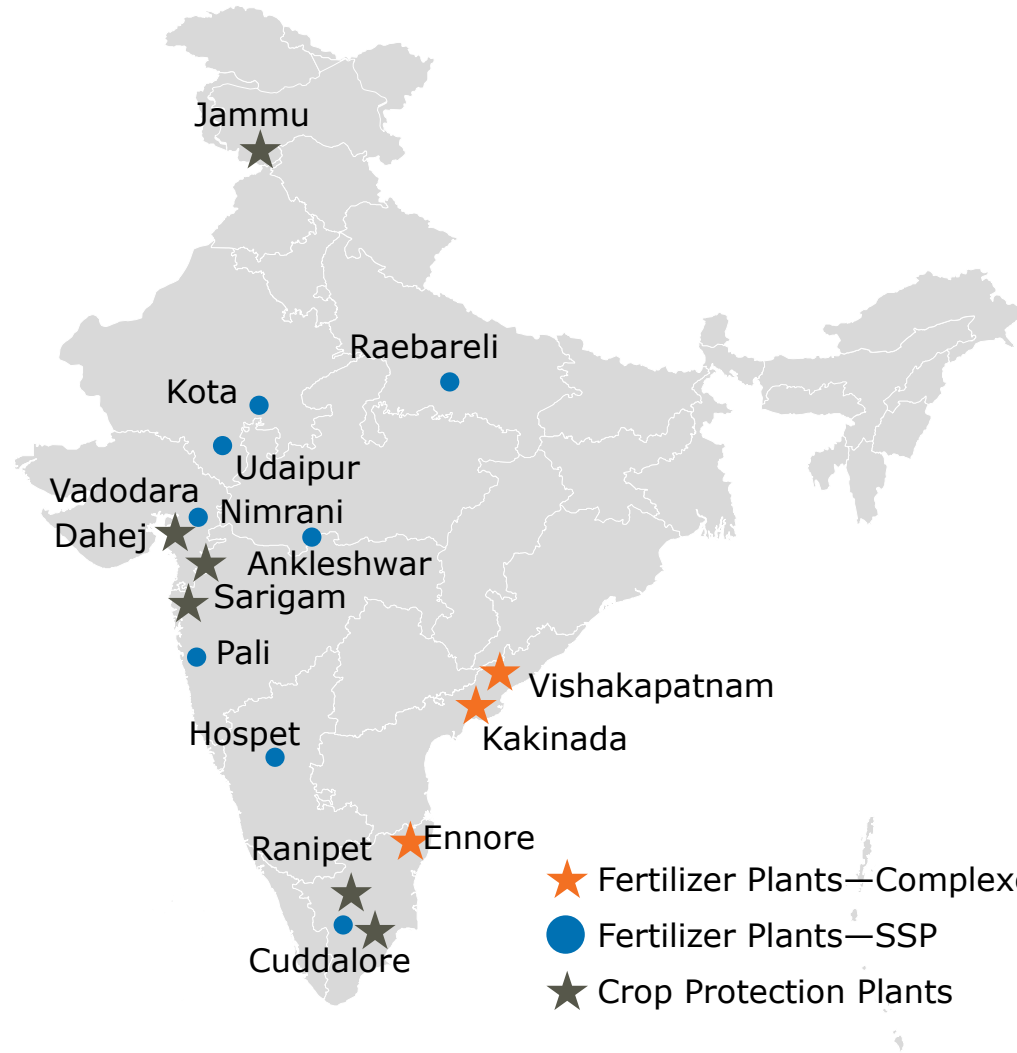 Jammu
Raebareli
Kota
Udaipur
Vadodara
Nimrani
Dahej
Ankleshwar
Sarigam
Pali
Vishakapatnam
Kakinada
Hospet
Ennore
Ranipet
Cuddalore
Fertilizer Plants—Complex
Fertilizer Plants—SSP
Crop Protection Plants